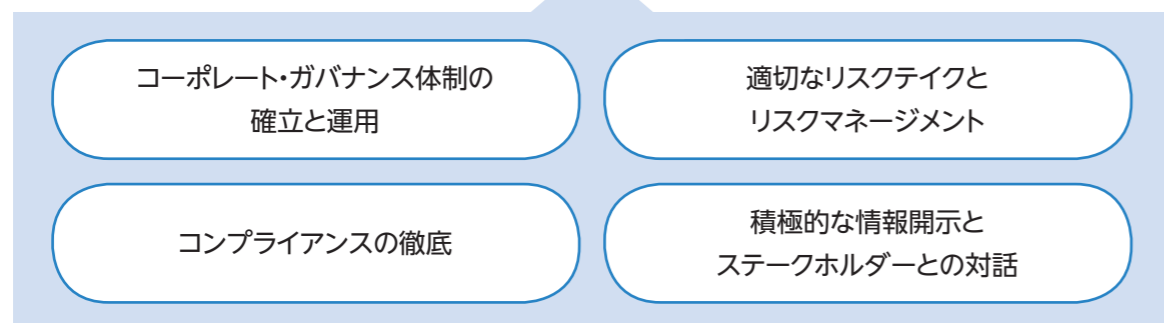 コーポレート・ガバナンス体制の
確立と運用
適切なリスクテイクと
リスクマネージメント
コンプライアンスの徹底
積極的な情報開示と
ステークホルダーとの対話